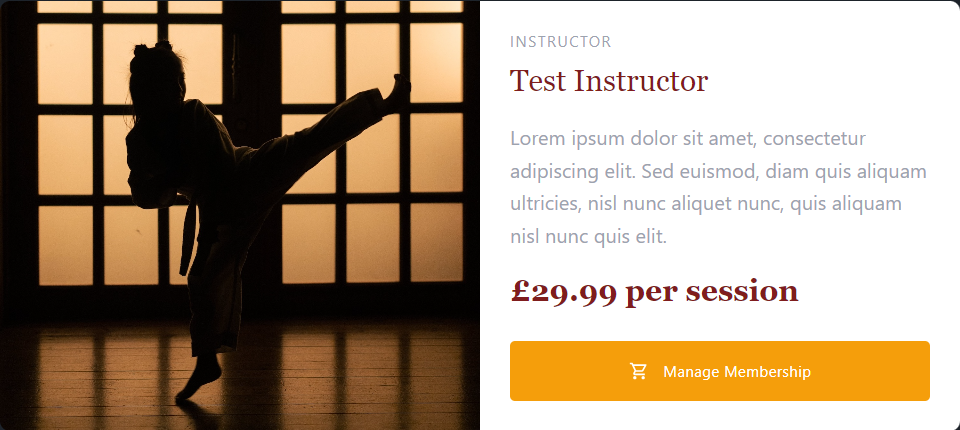 INSTRUCTOR
Test Instructor
Lorem ipsum dolor sit amet, consectetur
adipiscing elit. Sed euismod, diam quis aliquam
ultricies, nisl nunc aliquet nunc, quis aliquam
nisl nunc quis elit.
£29.99 per session
Manage Membership